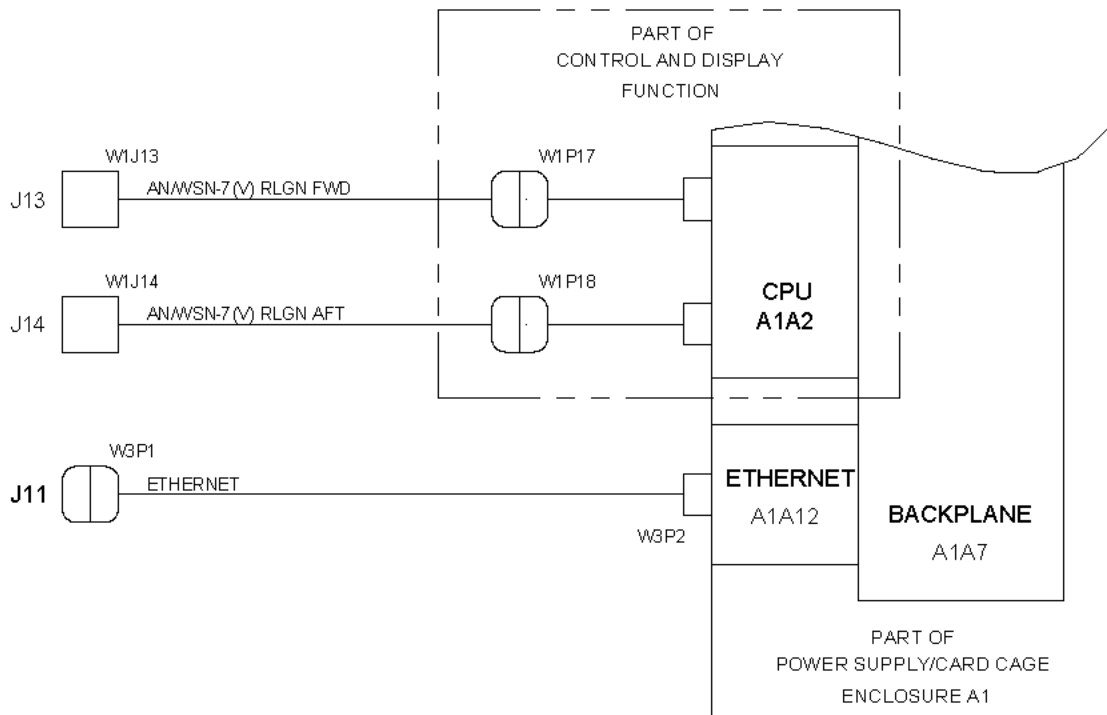 PART OF
CONTROL AND DISPLAY
FUNCTION
W1J13
W1P17
J13
AN/WSN-7(V) RLGN FWD
W1J14
W1P18
J14
AN/WSN-7(V) RLGN AFT
CPU
A1A2
W3P1
J11
ETHERNET
W3P2
ETHERNET
A1A12
BACKPLANE
A1A7
PART OF
POWER SUPPLY/CARD CAGE
ENCLOSURE A1